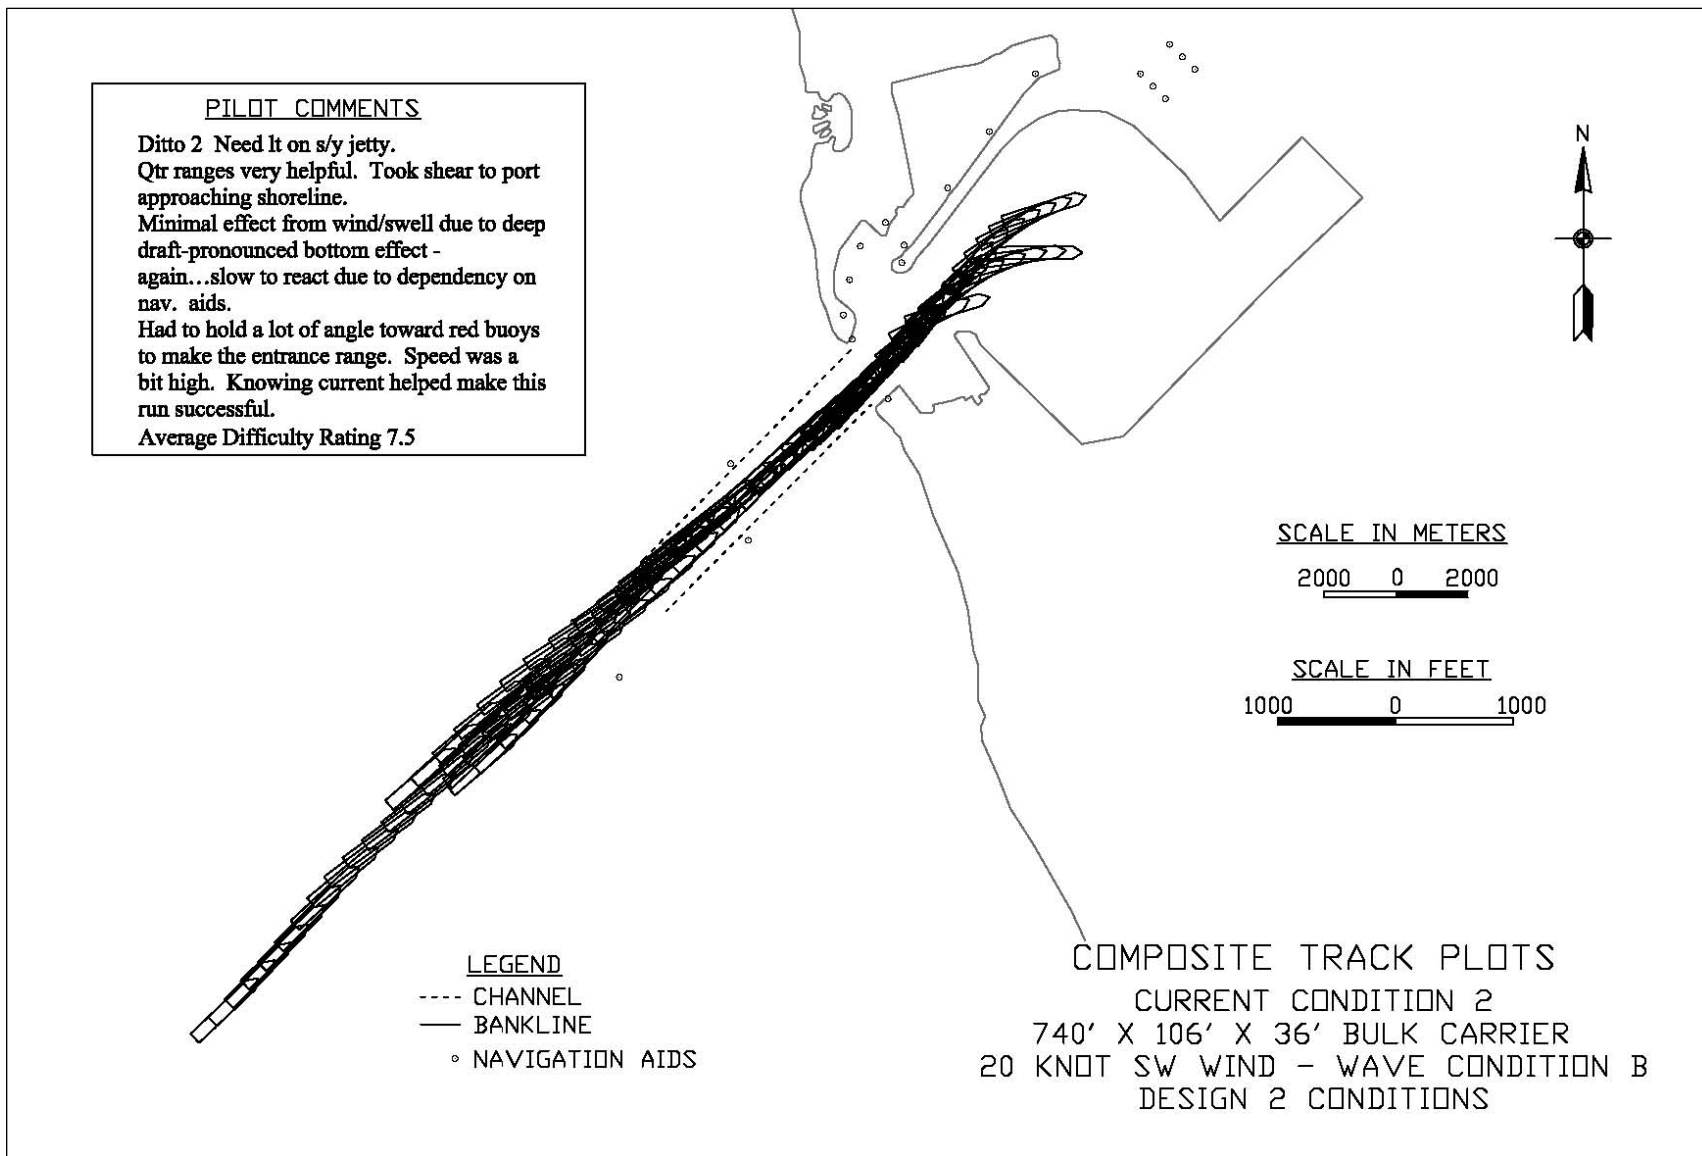 PILOT COMMENTS
Ditto 2 Need lt on s/y jetty.
Qtr ranges very helpful. Took shear to port
approaching shoreline.
Minimal effect from wind/swell due to deep
draft-pronounced bottom effect -
again...slow to react due to dependency on
nav. aids.
Had to hold a lot of angle toward red buoys
to make the entrance range. Speed was a
bit high. Knowing current helped make this
run successful.
Average Difficulty Rating 7.5
N
SCALE IN METERS
2000 0 2000
SCALE IN FEET
1000 0 1000
LEGEND
---- CHANNEL
BANKLINE
NAVIGATION AIDS
COMPOSITE TRACK PLOTS
CURRENT CONDITION 2
740' X 106' X 36' BULK CARRIER
20 KNOT SW WIND - WAVE CONDITION B
DESIGN 2 CONDITIONS